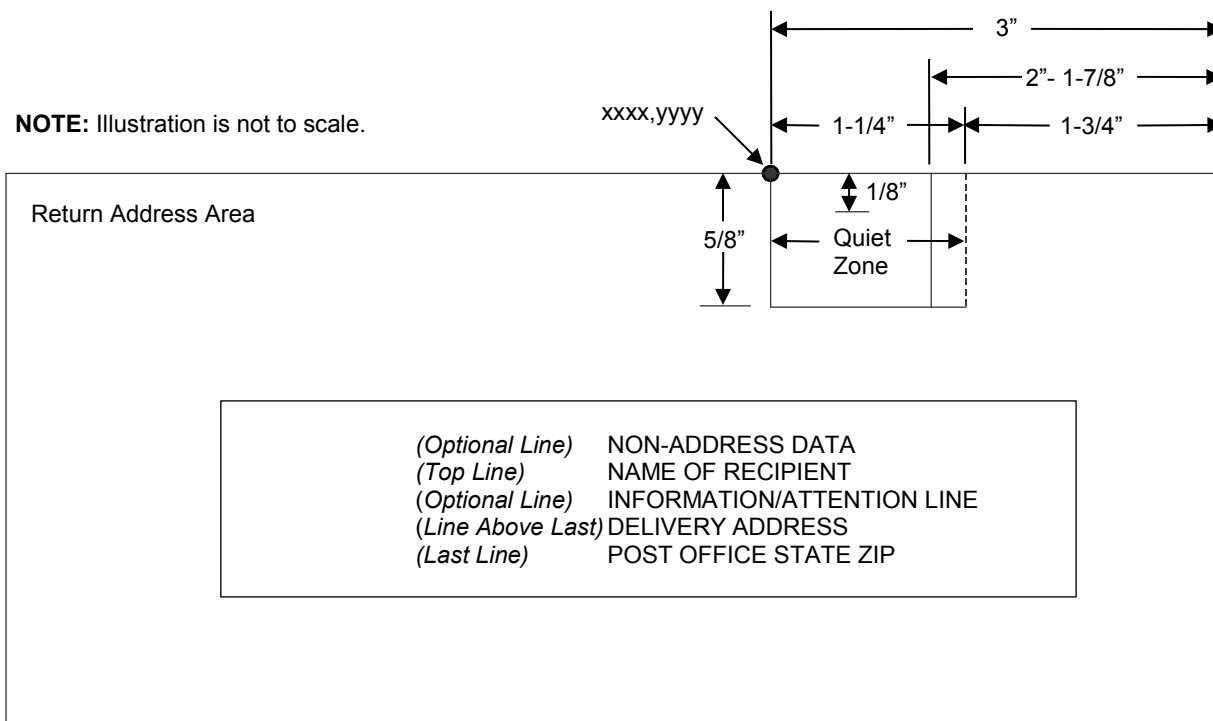 3”
2”- 1-7/8”
NOTE: Illustration is not to scale.
xxxx,yyyy
1-1/4”
1-3/4”
1/8”
Return Address Area
5/8”
Quiet
Zone
(Optional Line) NON-ADDRESS DATA
(Top Line) NAME OF RECIPIENT
(Optional Line) INFORMATION/ATTENTION LINE
(Line Above Last) DELIVERY ADDRESS
(Last Line) POST OFFICE STATE ZIP